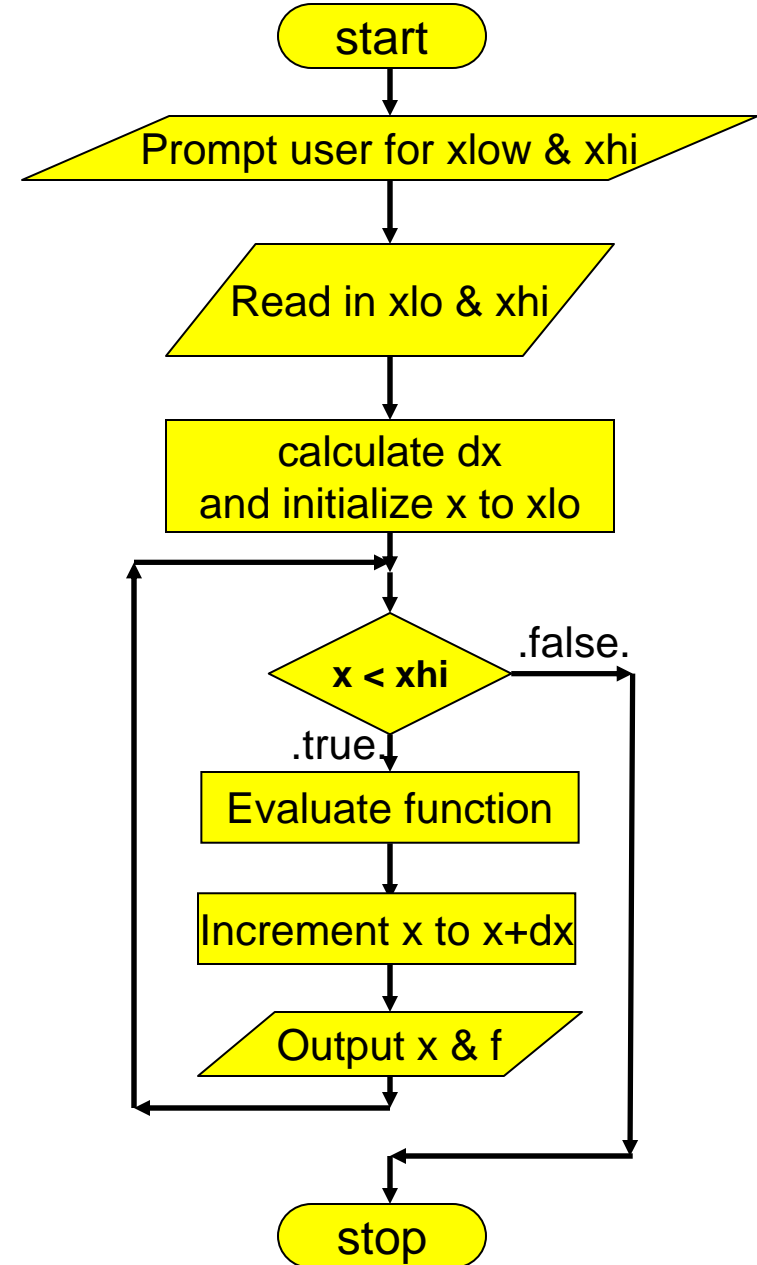 start
Prompt user for xlow & xhi
Read in xlo & xhi
calculate dx
and initialize x to xlo
x < xhi
.false.
.true.
Evaluate function
Increment x to x+dx
Output x & f
stop